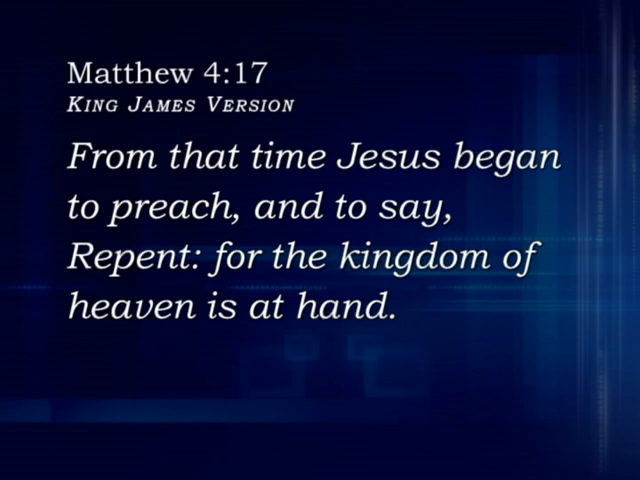 Matthew 4:17
King James Version
From that time Jesus began
to preach, and to say,
Repent: for the kingdom of
heaven is at hand.